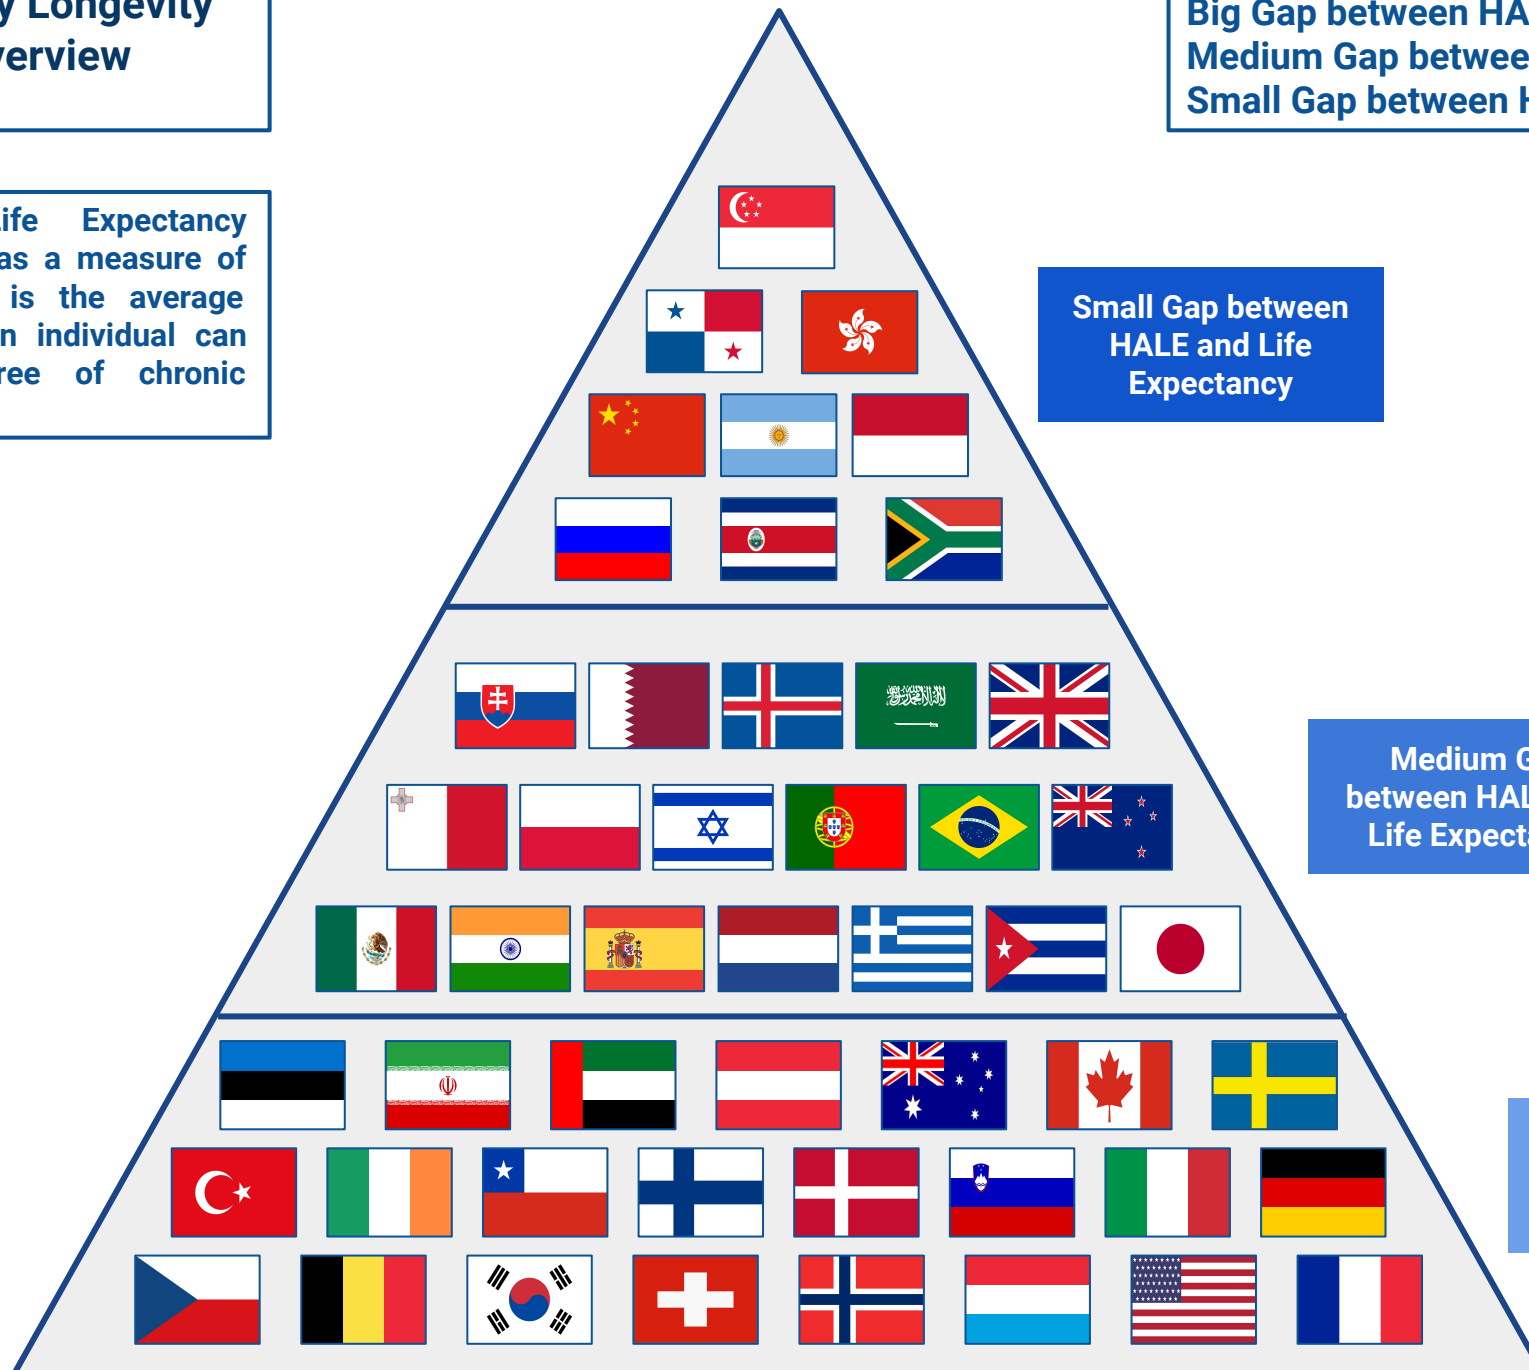 y Longevity
verview
Big Gap between HA
Medium Gap betwee
Small Gap between H
ife Expectancy
as a measure of
is the average
n individual can
ree of chronic
Small Gap between
HALE and Life
Expectancy
Medium G
between HAL
Life Expecta